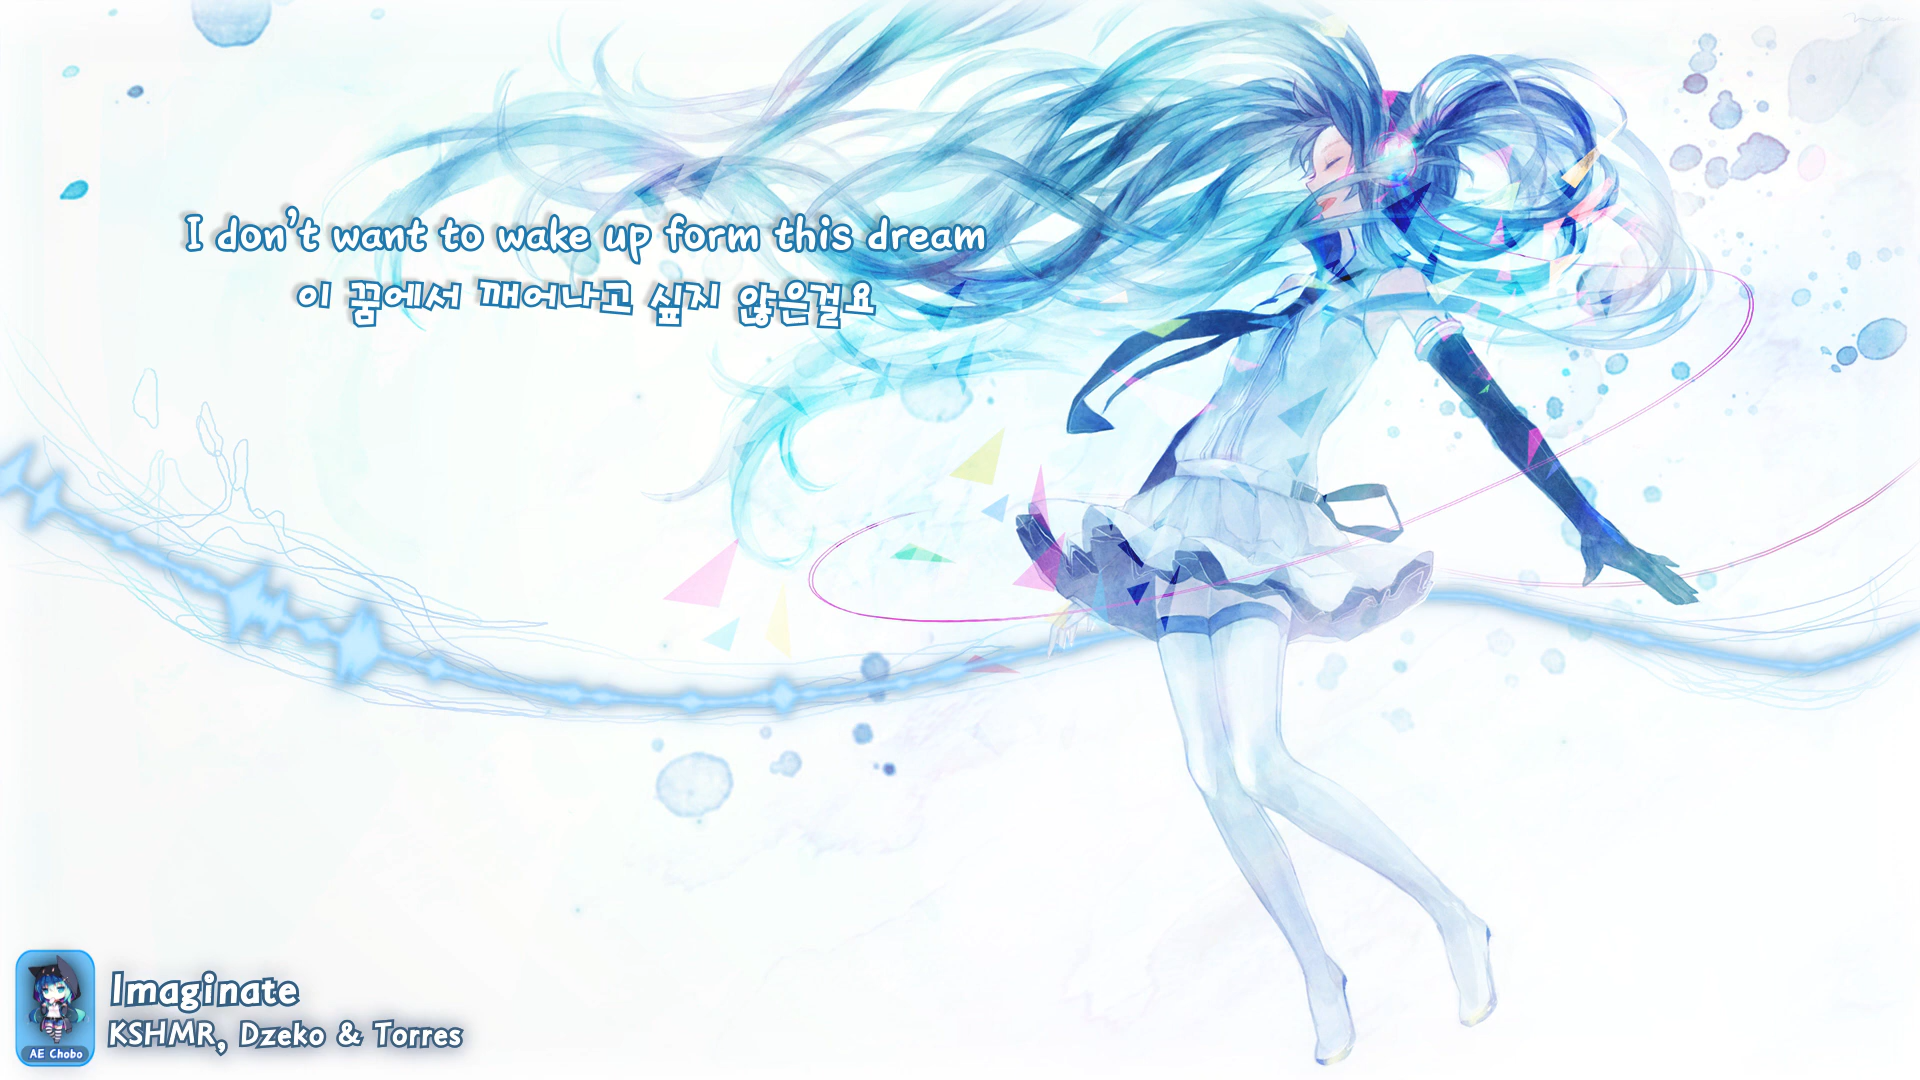 I don't want to wake up form this dream
이 꿈에서 깨어나고 싶지 않은걸요
Imaginate
KSHMR, Dzeko & Torres
AE Chobo